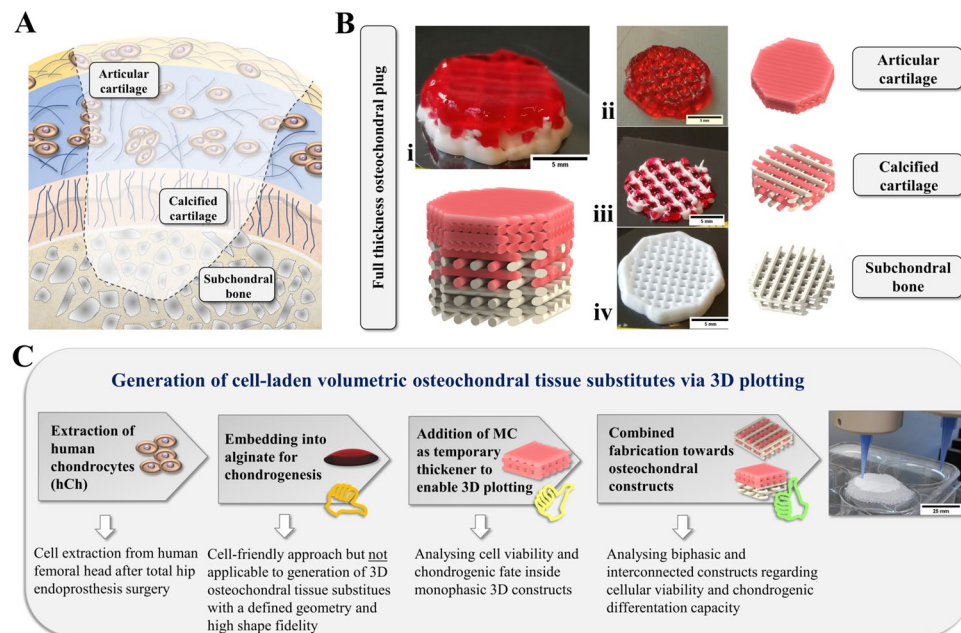 A
Articular
cartilage
Calcified
cartilage
Subchondral
bone
B
Full thickness osteochondral plug
i
5 mm
ii
5 mm
iii
5 mm
iv
5 mm
Articular
cartilage
Calcified
cartilage
Subchondral
bone
C
Generation of cell-laden volumetric osteochondral tissue substitutes via 3D plotting
Extraction of
human
chondrocytes
(hCh)
Cell extraction from human
femoral head after total hip
endoprosthesis surgery
Embedding into
alginate for
chondrogenesis
Cell-friendly approach but not
applicable to generation of 3D
osteochondral tissue substitues
with a defined geometry and
high shape fidelity
Addition of MC
as temporary
thickener to
enable 3D plotting
Analysing cell viability and
chondrogenic fate inside
monophasic 3D constructs
Combined
fabrication towards
osteochondral
constructs
Analysing biphasic and
interconnected constructs regarding
cellular viability and chondrogenic
differentation capacity
25 mm